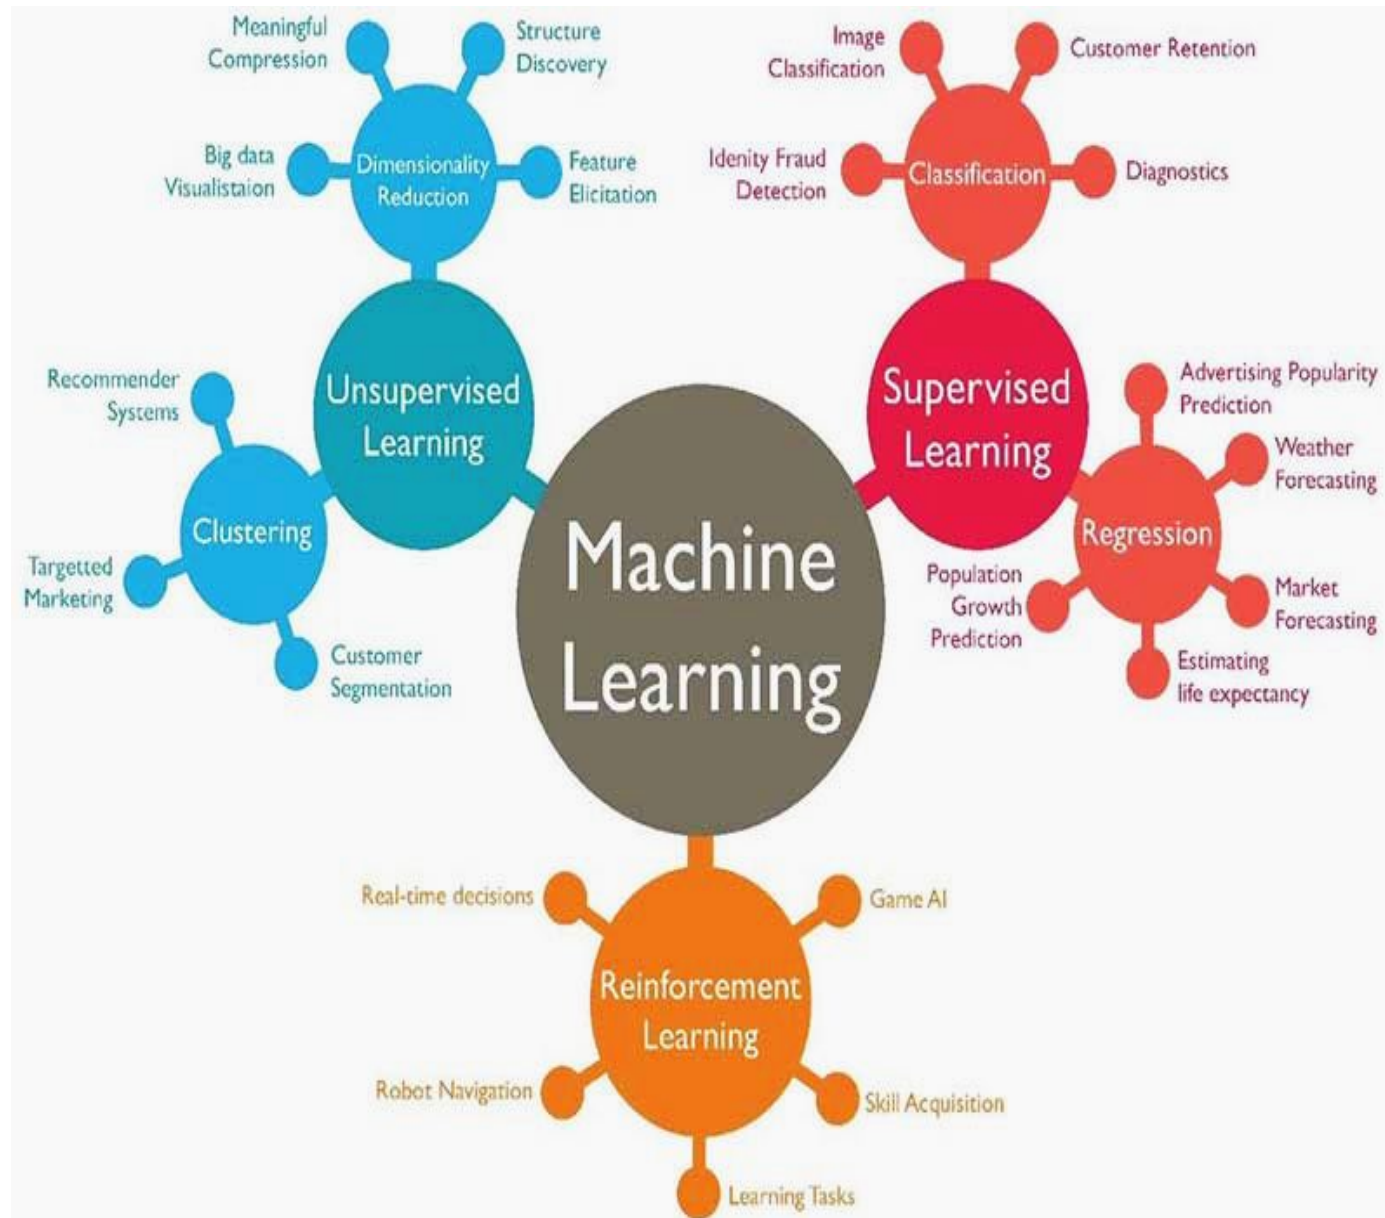 Meaningful
Compression
Structure
Discovery
Big data
Visualistaion
Dimensionality
Reduction
Feature
Elicitation
Image
Classification
Customer Retention
Idenity Fraud
Detection
Classification
Diagnostics
Recommender
Systems
Unsupervised
Learning
Clustering
Targetted
Marketing
Customer
Segmentation
Machine
Learning
Supervised
Learning
Advertising Popularity
Prediction
Weather
Forecasting
Regression
Population
Growth
Prediction
Market
Forecasting
Estimating
life expectancy
Real-time decisions
Game AI
Reinforcement
Learning
Robot Navigation
Skill Acquisition
Learning Tasks